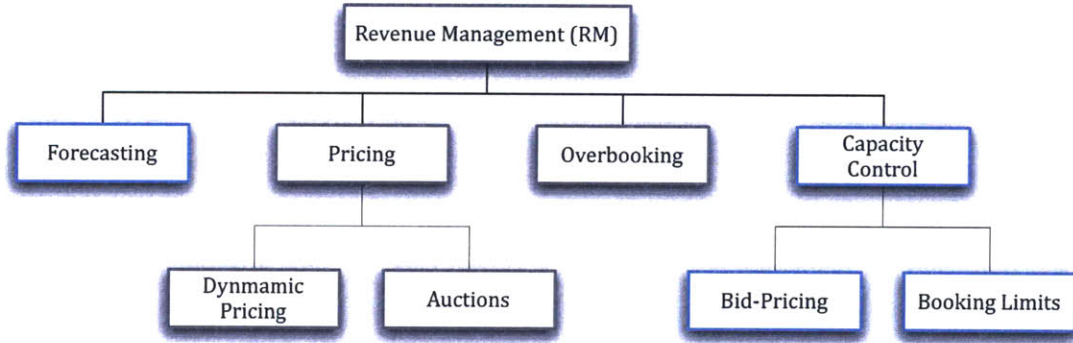 Revenue Management (RM)
Forecasting
Pricing
Overbooking
Capacity
Control
Dynmamic
Pricing
Auctions
Bid-Pricing
Booking Limits